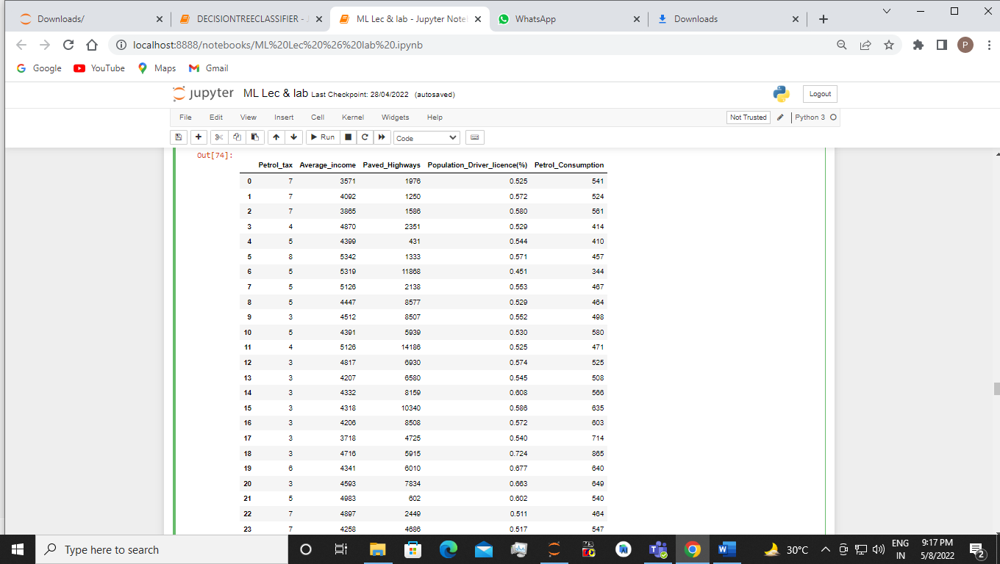 Downloads/ DECISIONTREECLASSIFIER - ML Lec & lab - Jupyter Note WhatsApp Downloads
localhost:8888/notebooks/ML%20Lec%20%26%20lab%20.ipynb P
Google YouTube Maps Gmail
jupyter ML Lec & lab Last Checkpoint: 28/04/2022 (autosaved) Logout
File Edit View Insert Cell Kernel Widgets Help Not Trusted Python 3
Run Code
Out[74]:
Petrol_tax Average_income Paved_Highways Population_Driver_licence(%) Petrol_Consumption
0 7 3571 1976 0.525 541
1 7 4092 1250 0.572 524
2 7 3865 1586 0.580 561
3 4 4870 2351 0.529 414
4 5 4399 431 0.544 410
5 8 5342 1333 0.571 457
6 5 5319 11868 0.451 344
7 5 5126 2138 0.553 467
8 5 4447 8577 0.529 464
9 3 4512 8507 0.552 498
10 5 4391 5939 0.530 580
11 4 5126 14186 0.525 471
12 3 4817 6930 0.574 525
13 3 4207 6580 0.545 508
14 3 4332 8159 0.608 566
15 3 4318 10340 0.586 635
16 3 4206 8508 0.572 603
17 3 3718 4725 0.540 714
18 3 4716 5915 0.724 865
19 6 4341 6010 0.677 640
20 3 4593 7834 0.663 649
21 5 4983 602 0.602 540
22 7 4897 2449 0.511 464
23 7 4258 4686 0.517 547
Type here to search 30°C ENG 9:17 PM
IN 5/8/2022 2